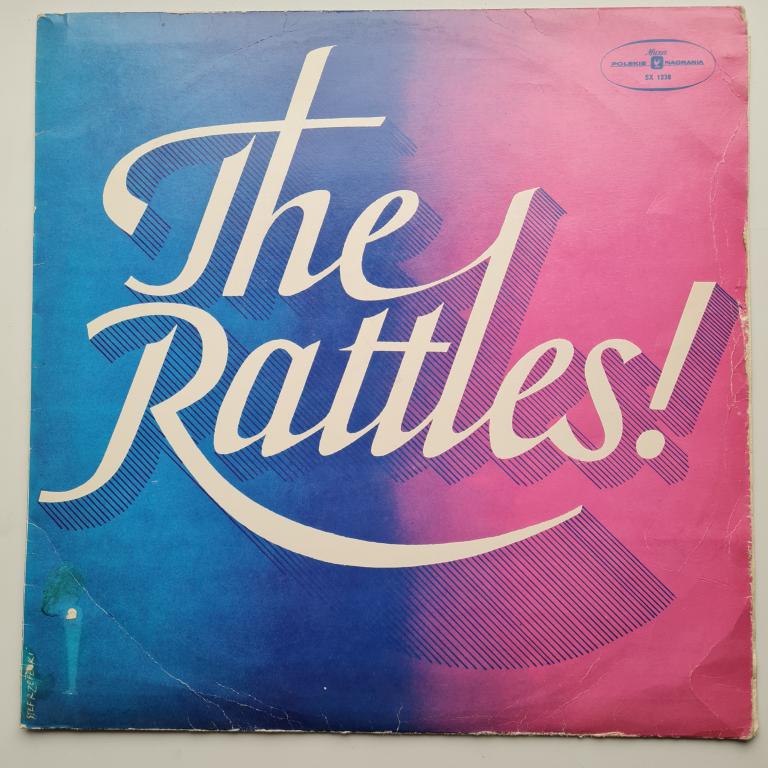 Muza
POLSKIE NAGRANIA
SX 1238
The
Rattles!